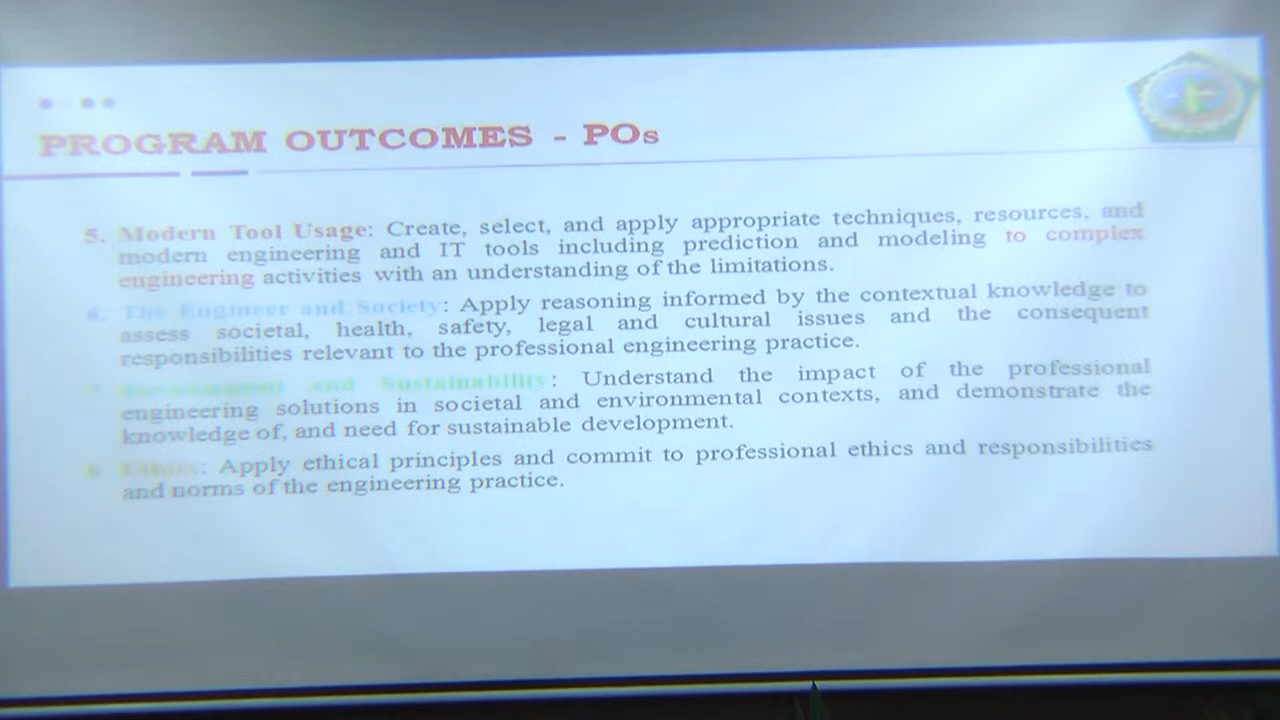 PROGRAM OUTCOMES - POs
5. Modern Tool Usage: Create, select, and apply appropriate techniques, resources, and
modern engineering and IT tools including prediction and modeling to complex
engineering activities with an understanding of the limitations.
6. The Engineer and Society: Apply reasoning informed by the contextual knowledge to
assess societal, health, safety, legal and cultural issues and the consequent
responsibilities relevant to the professional engineering practice.
Environment and Sustainability: Understand the impact of the professional
engineering solutions in societal and environmental contexts, and demonstrate the
knowledge of, and need for sustainable development.
Ethics: Apply ethical principles and commit to professional ethics and responsibilities
and norms of the engineering practice.